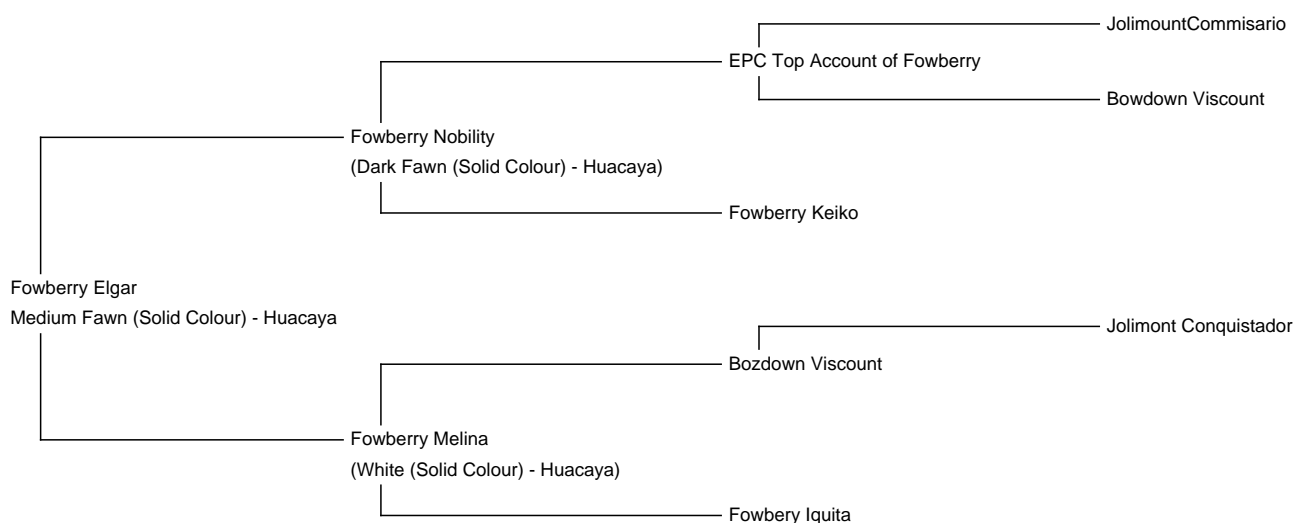 JolimountCommisario
EPC Top Account of Fowberry
Bowdown Viscount
Fowberry Nobility
(Dark Fawn (Solid Colour) - Huacaya)
Fowberry Keiko
Fowberry Elgar
Medium Fawn (Solid Colour) - Huacaya
Jolimont Conquistador
Bozdown Viscount
Fowberry Melina
(White (Solid Colour) - Huacaya)
Fowbery Iquita